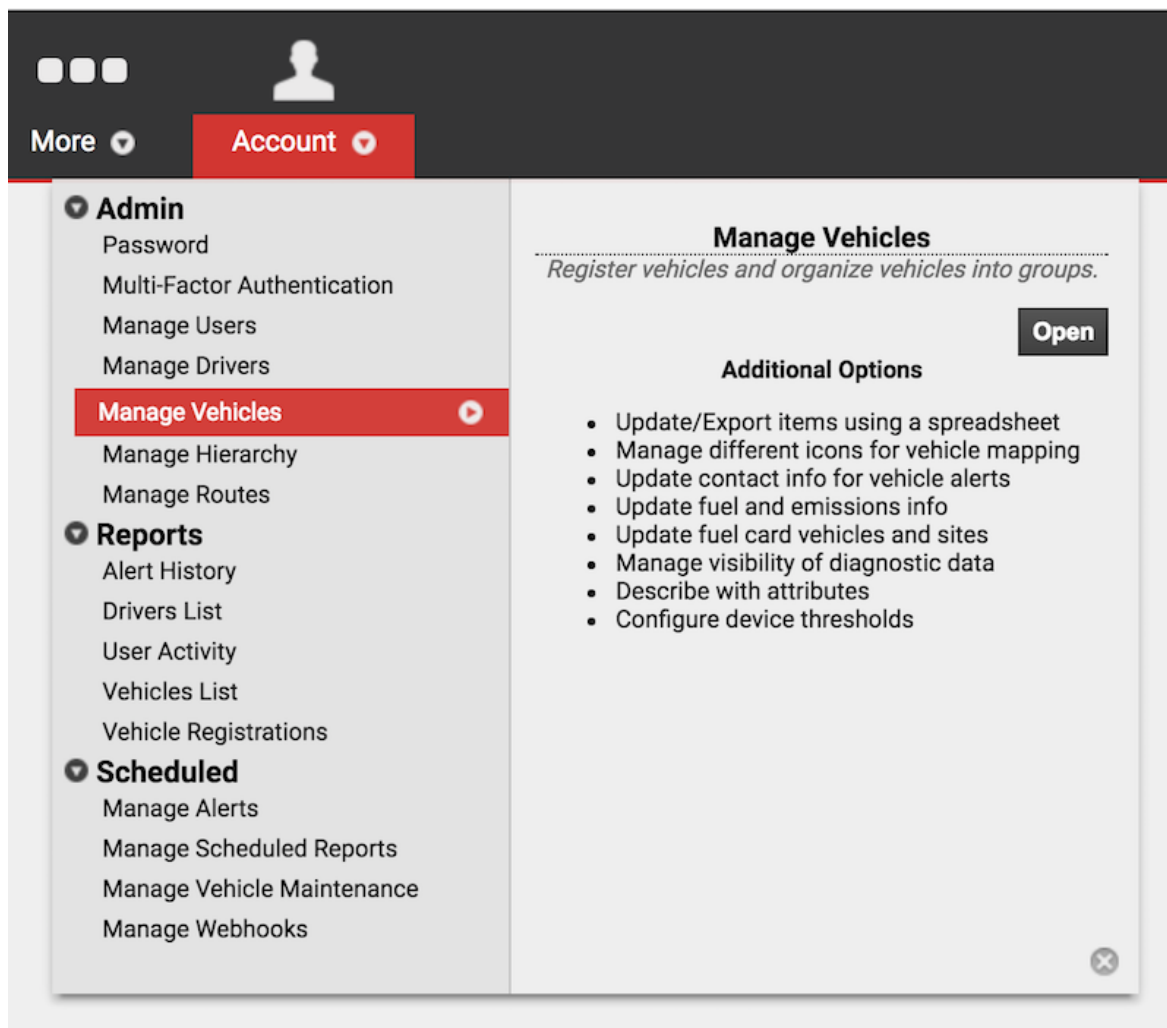 More
Account
Admin
Password
Multi-Factor Authentication
Manage Users
Manage Drivers
Manage Vehicles
Manage Hierarchy
Manage Routes
Reports
Alert History
Drivers List
User Activity
Vehicles List
Vehicle Registrations
Scheduled
Manage Alerts
Manage Scheduled Reports
Manage Vehicle Maintenance
Manage Webhooks
Manage Vehicles
Register vehicles and organize vehicles into groups.
Open
Additional Options
• Update/Export items using a spreadsheet
• Manage different icons for vehicle mapping
• Update contact info for vehicle alerts
• Update fuel and emissions info
• Update fuel card vehicles and sites
• Manage visibility of diagnostic data
• Describe with attributes
• Configure device thresholds